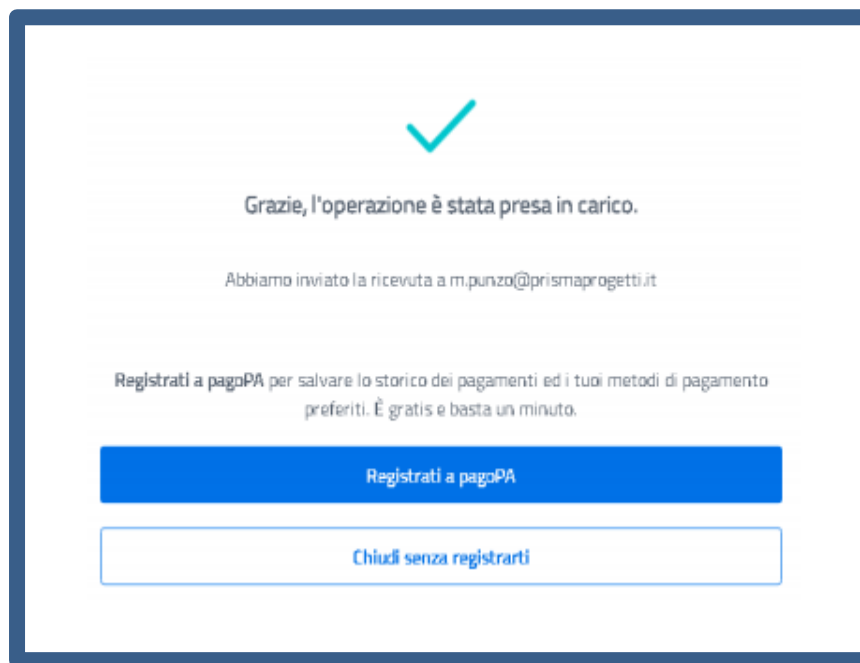 Grazie, l'operazione è stata presa in carico.
Abbiamo inviato la ricevuta a m.punzo@prismaprogetti.it
Registrati a pagoPA per salvare lo storico dei pagamenti ed i tuoi metodi di pagamento
preferiti. È gratis e basta un minuto.
Registrati a pagoPA
Chiudi senza registrarti